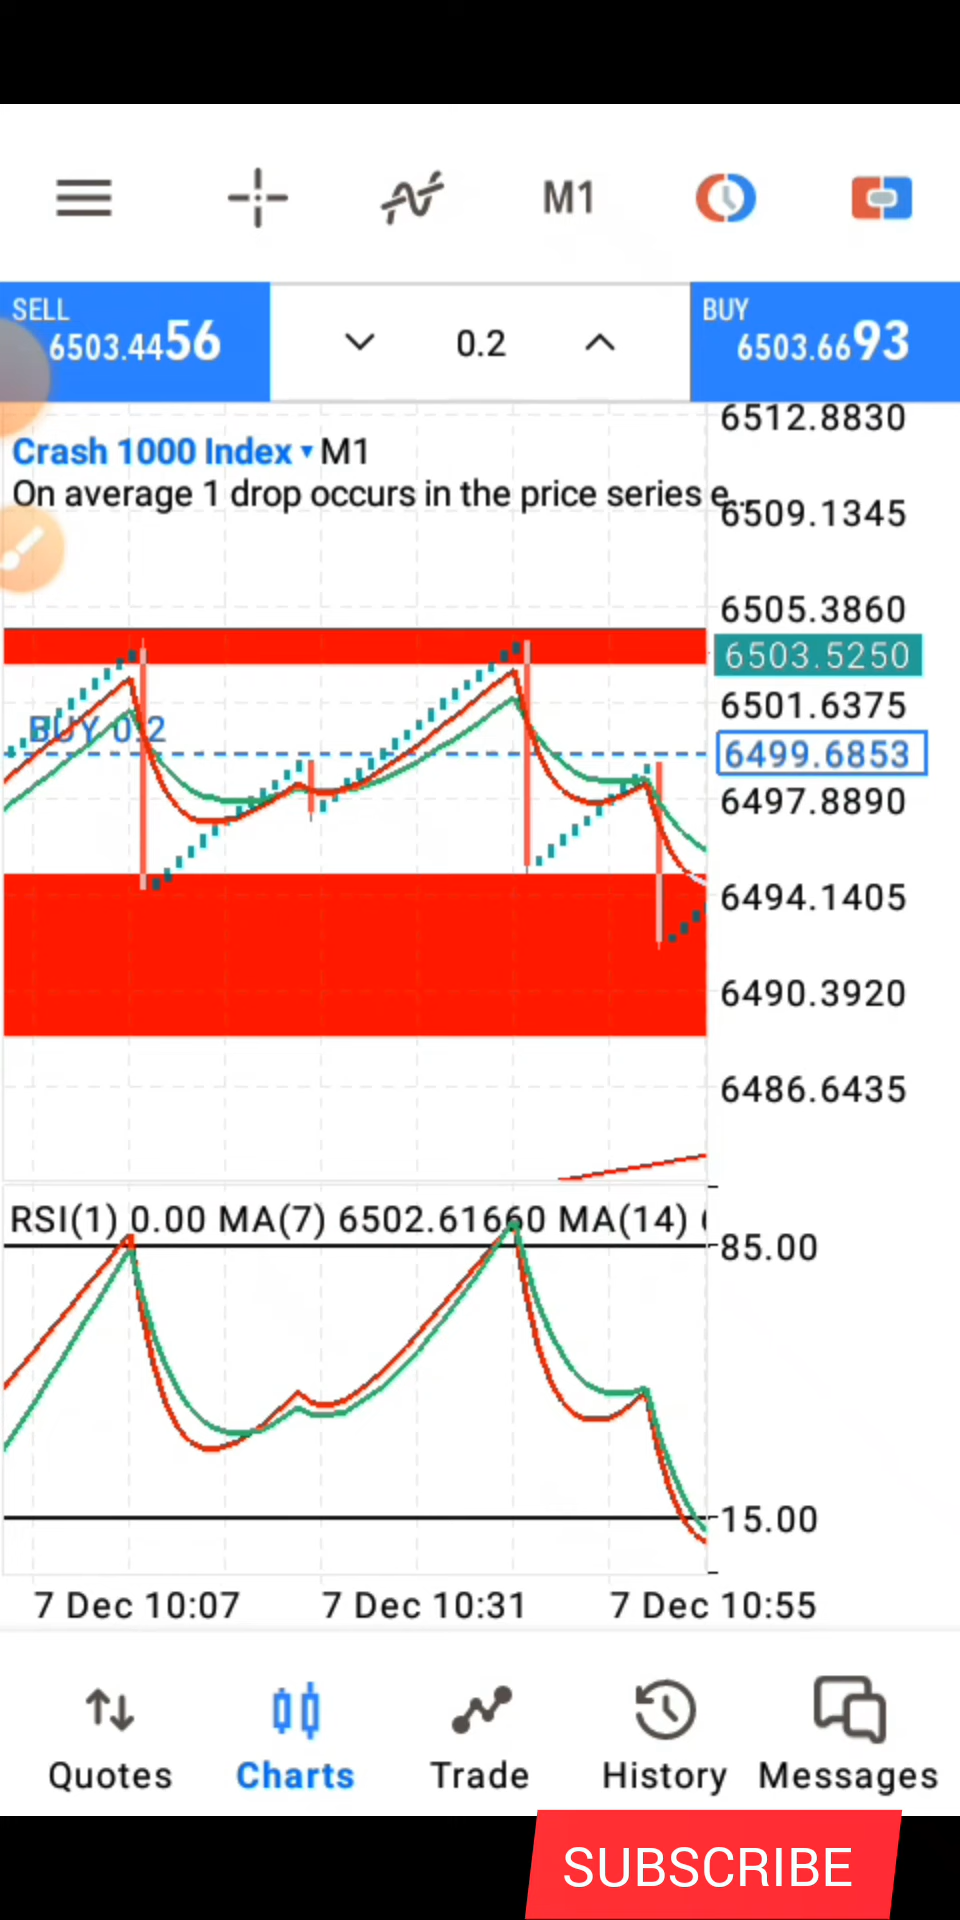 M1
SELL
6503.4456
0.2
BUY
6503.6693
6512.8830
Crash 1000 Index ▾ M1
On average 1 drop occurs in the price series e...
6509.1345
6505.3860
6503.5250
6501.6375
BUY 0.2
6499.6853
6497.8890
6494.1405
6490.3920
6486.6435
RSI(1) 0.00 MA(7) 6502.61660 MA(14)
85.00
15.00
7 Dec 10:07 7 Dec 10:31 7 Dec 10:55
Quotes Charts Trade History Messages
SUBSCRIBE